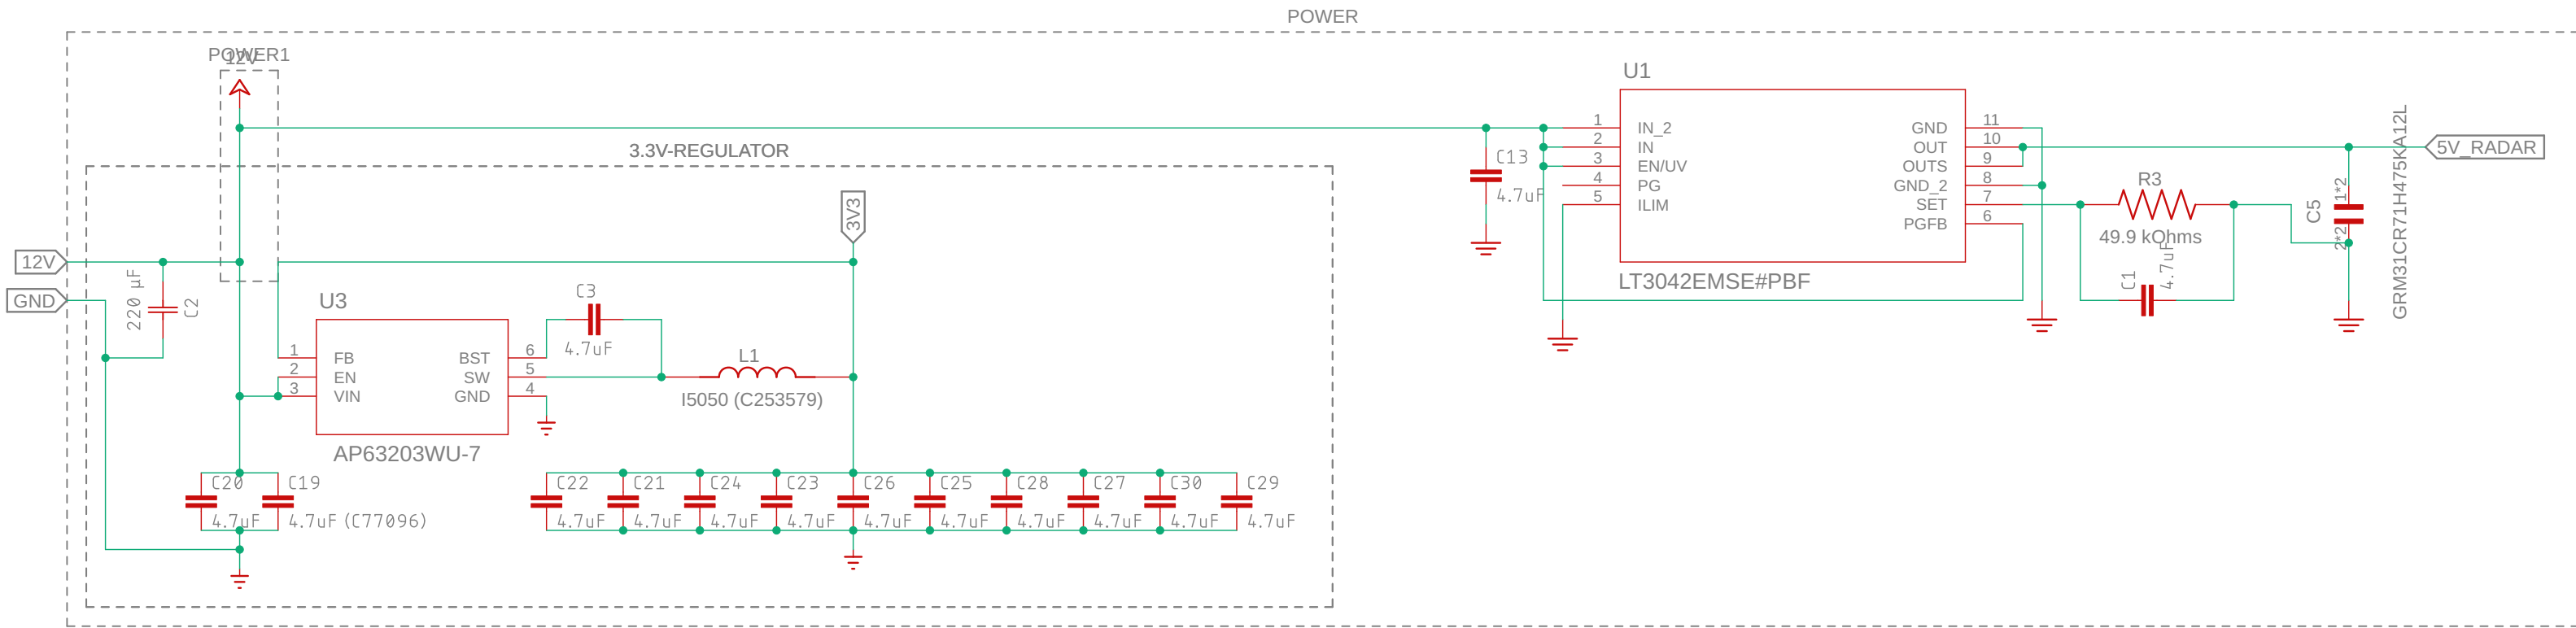 POWER
POWER1
12V
3.3V-REGULATOR
12V
GND
220 µF
C2
U3
1 FB
2 EN
3 VIN
BST 6
SW 5
GND 4
AP63203WU-7
C3
4.7uF
L1
I5050 (C253579)
3V3
C20
4.7uF
C19
4.7uF (C77096)
C22
4.7uF
C21
4.7uF
C24
4.7uF
C23
4.7uF
C26
4.7uF
C25
4.7uF
C28
4.7uF
C27
4.7uF
C30
4.7uF
C29
4.7uF
C13
4.7uF
U1
1 IN_2
2 IN
3 EN/UV
4 PG
5 ILIM
GND 11
OUT 10
OUTS 9
GND_2 8
SET 7
PGFB 6
LT3042EMSE#PBF
R3
49.9 kOhms
C1
4.7uF
C5
1*2
2*2
GRM31CR71H475KA12L
5V_RADAR